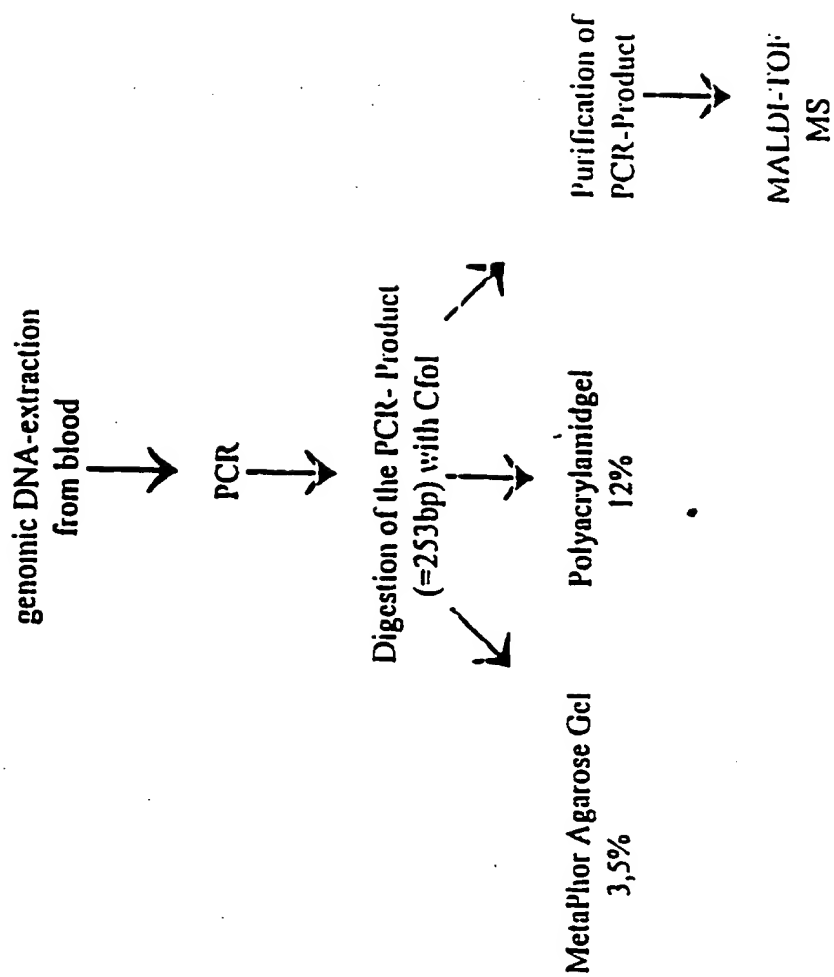 genomic DNA-extraction
from blood
PCR
Digestion of the PCR- Product
(=253bp) with CfoI
MetaPhor Agarose Gel
3,5%
Polyacrylamidgel
12%
Purification of
PCR-Product
MALDI-TOF
MS